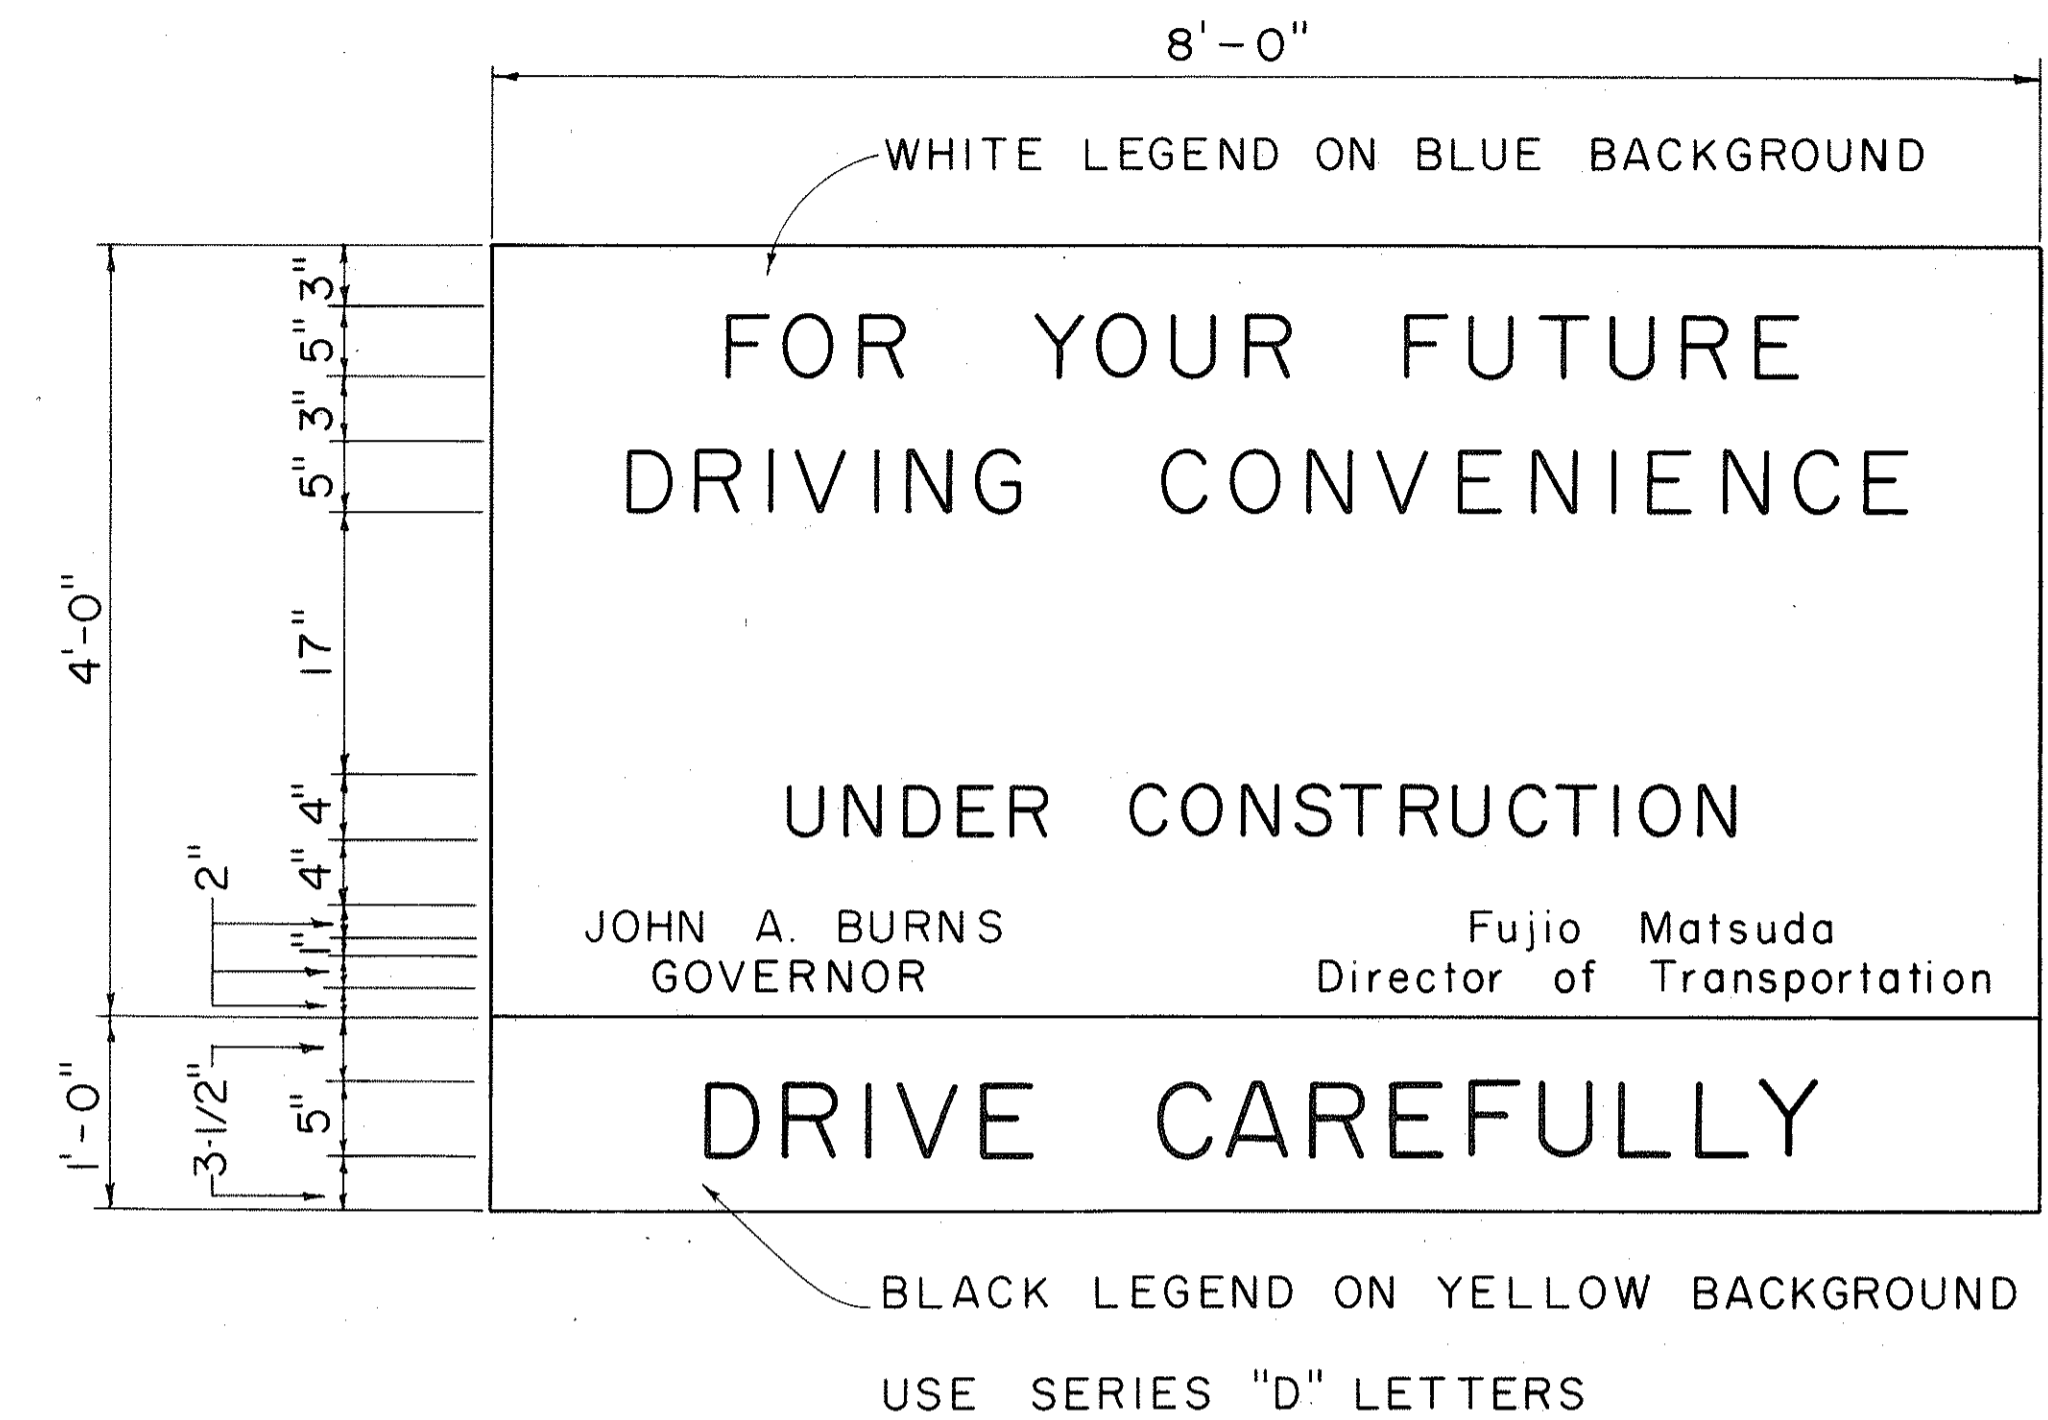 8'-0"
WHITE LEGEND ON BLUE BACKGROUND
3"
FOR YOUR FUTURE
5"
3"
DRIVING CONVENIENCE
5"
4'-0"
17"
UNDER CONSTRUCTION
4"
4"
2"
JOHN A. BURNS
GOVERNOR
Fujio Matsuda
Director of Transportation
1"
1'-0"
3-1/2"
5"
DRIVE CAREFULLY
BLACK LEGEND ON YELLOW BACKGROUND
USE SERIES "D" LETTERS